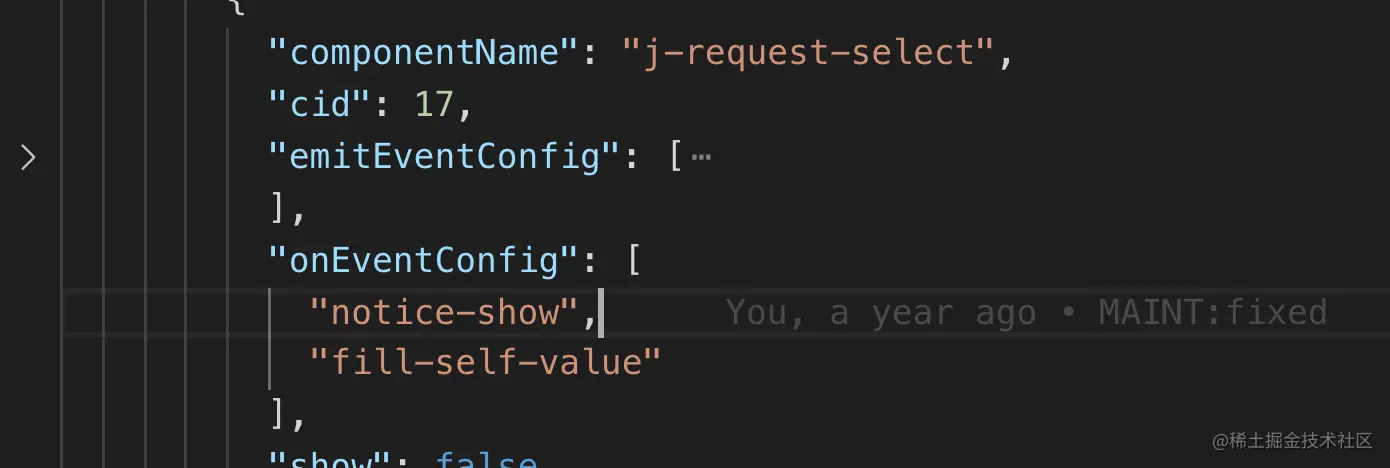 {
"componentName": "j-request-select",
"cid": 17,
"emitEventConfig": [⋯
],
"onEventConfig": [
"notice-show", You, a year ago • MAINT:fixed
"fill-self-value"
],
"show": false
@稀土掘金技术社区